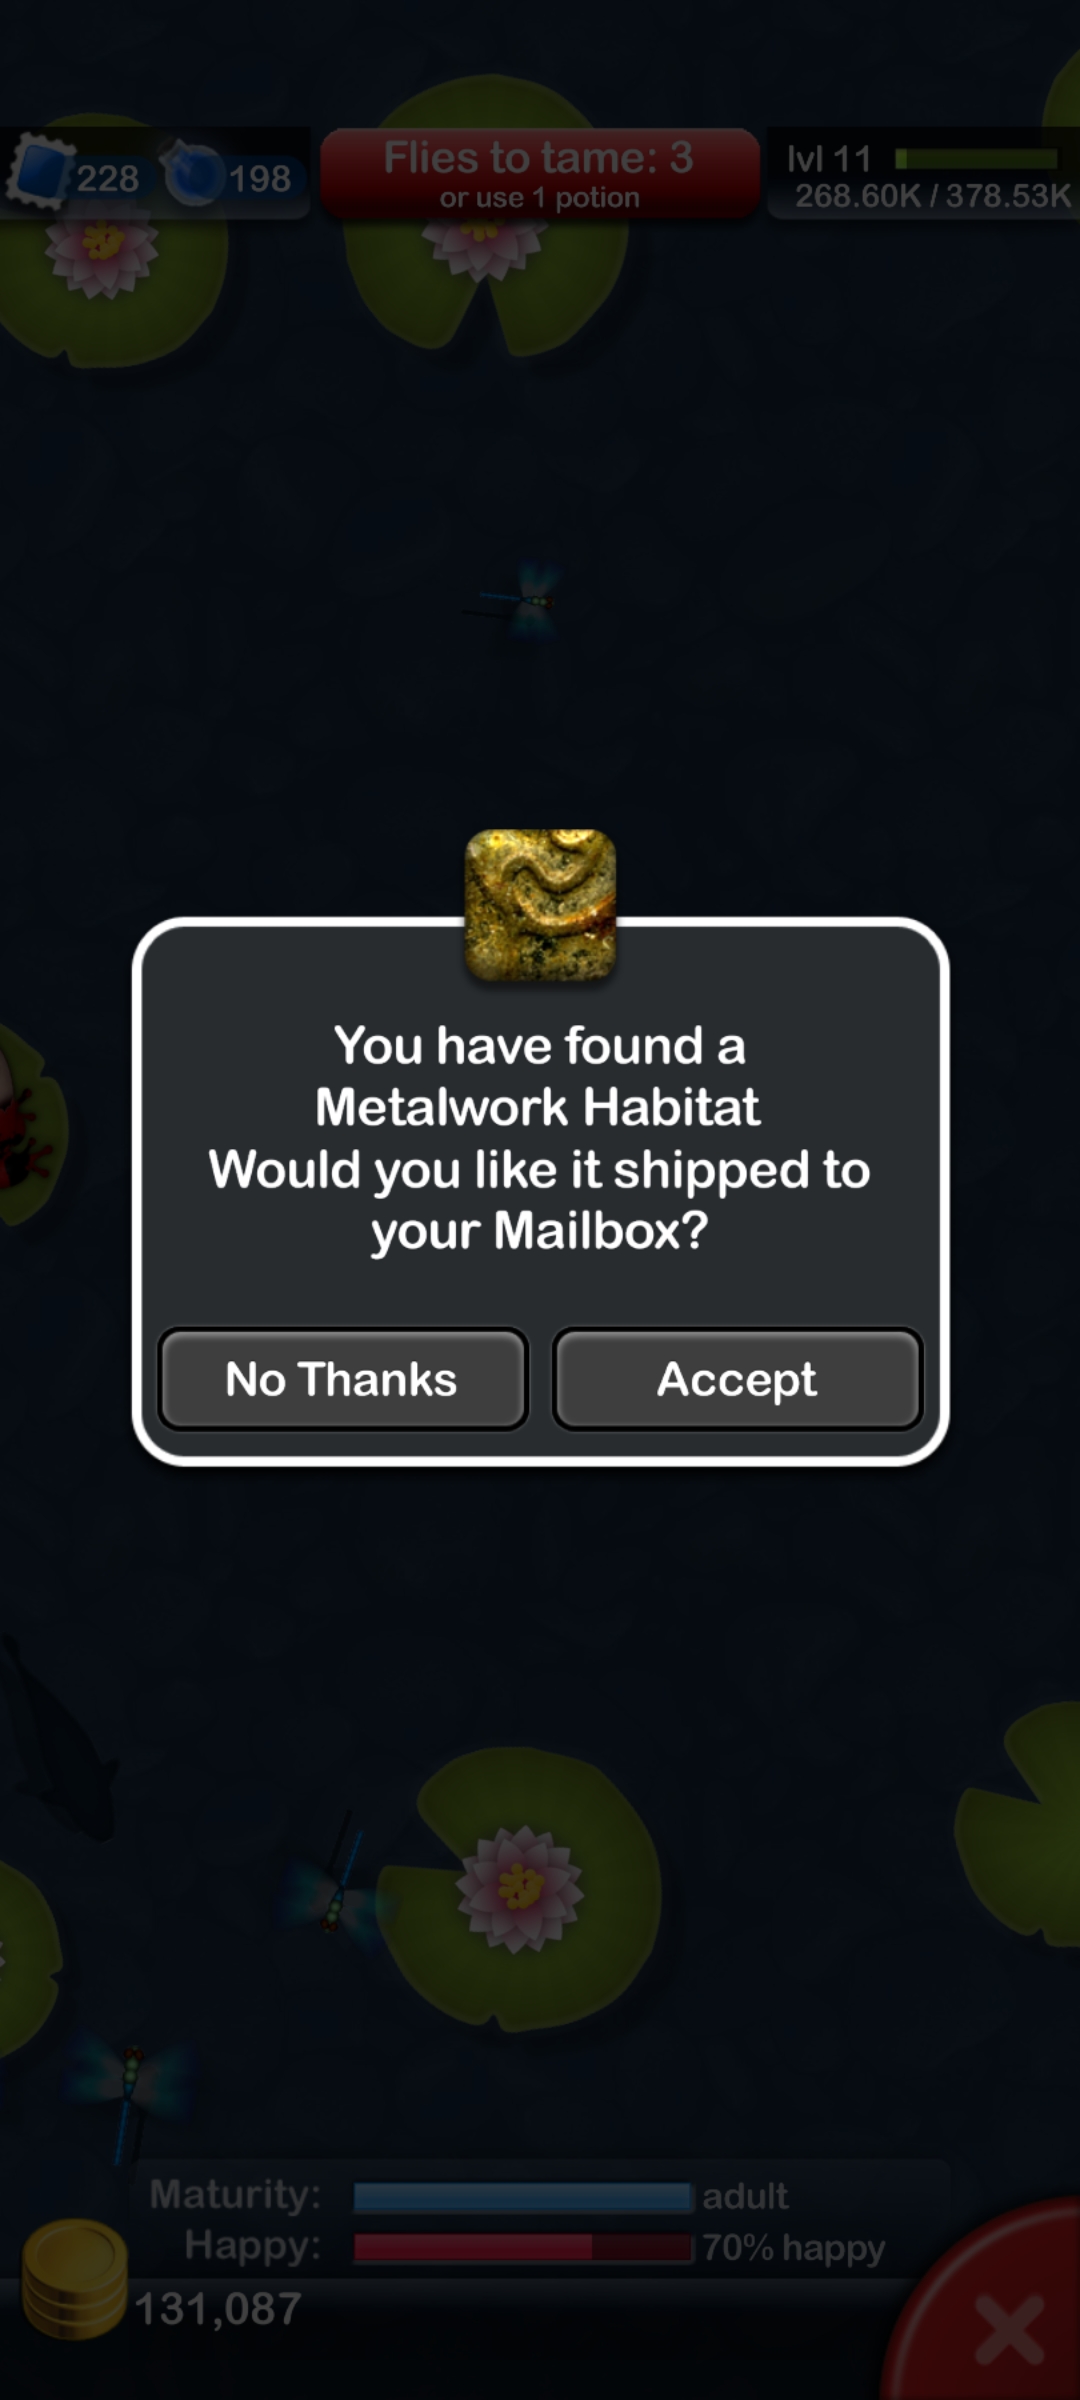 228
198
Flies to tame: 3
or use 1 potion
lvl 11
268.60K / 378.53K
You have found a
Metalwork Habitat
Would you like it shipped to
your Mailbox?
No Thanks
Accept
Maturity:
adult
Happy:
70% happy
131,087